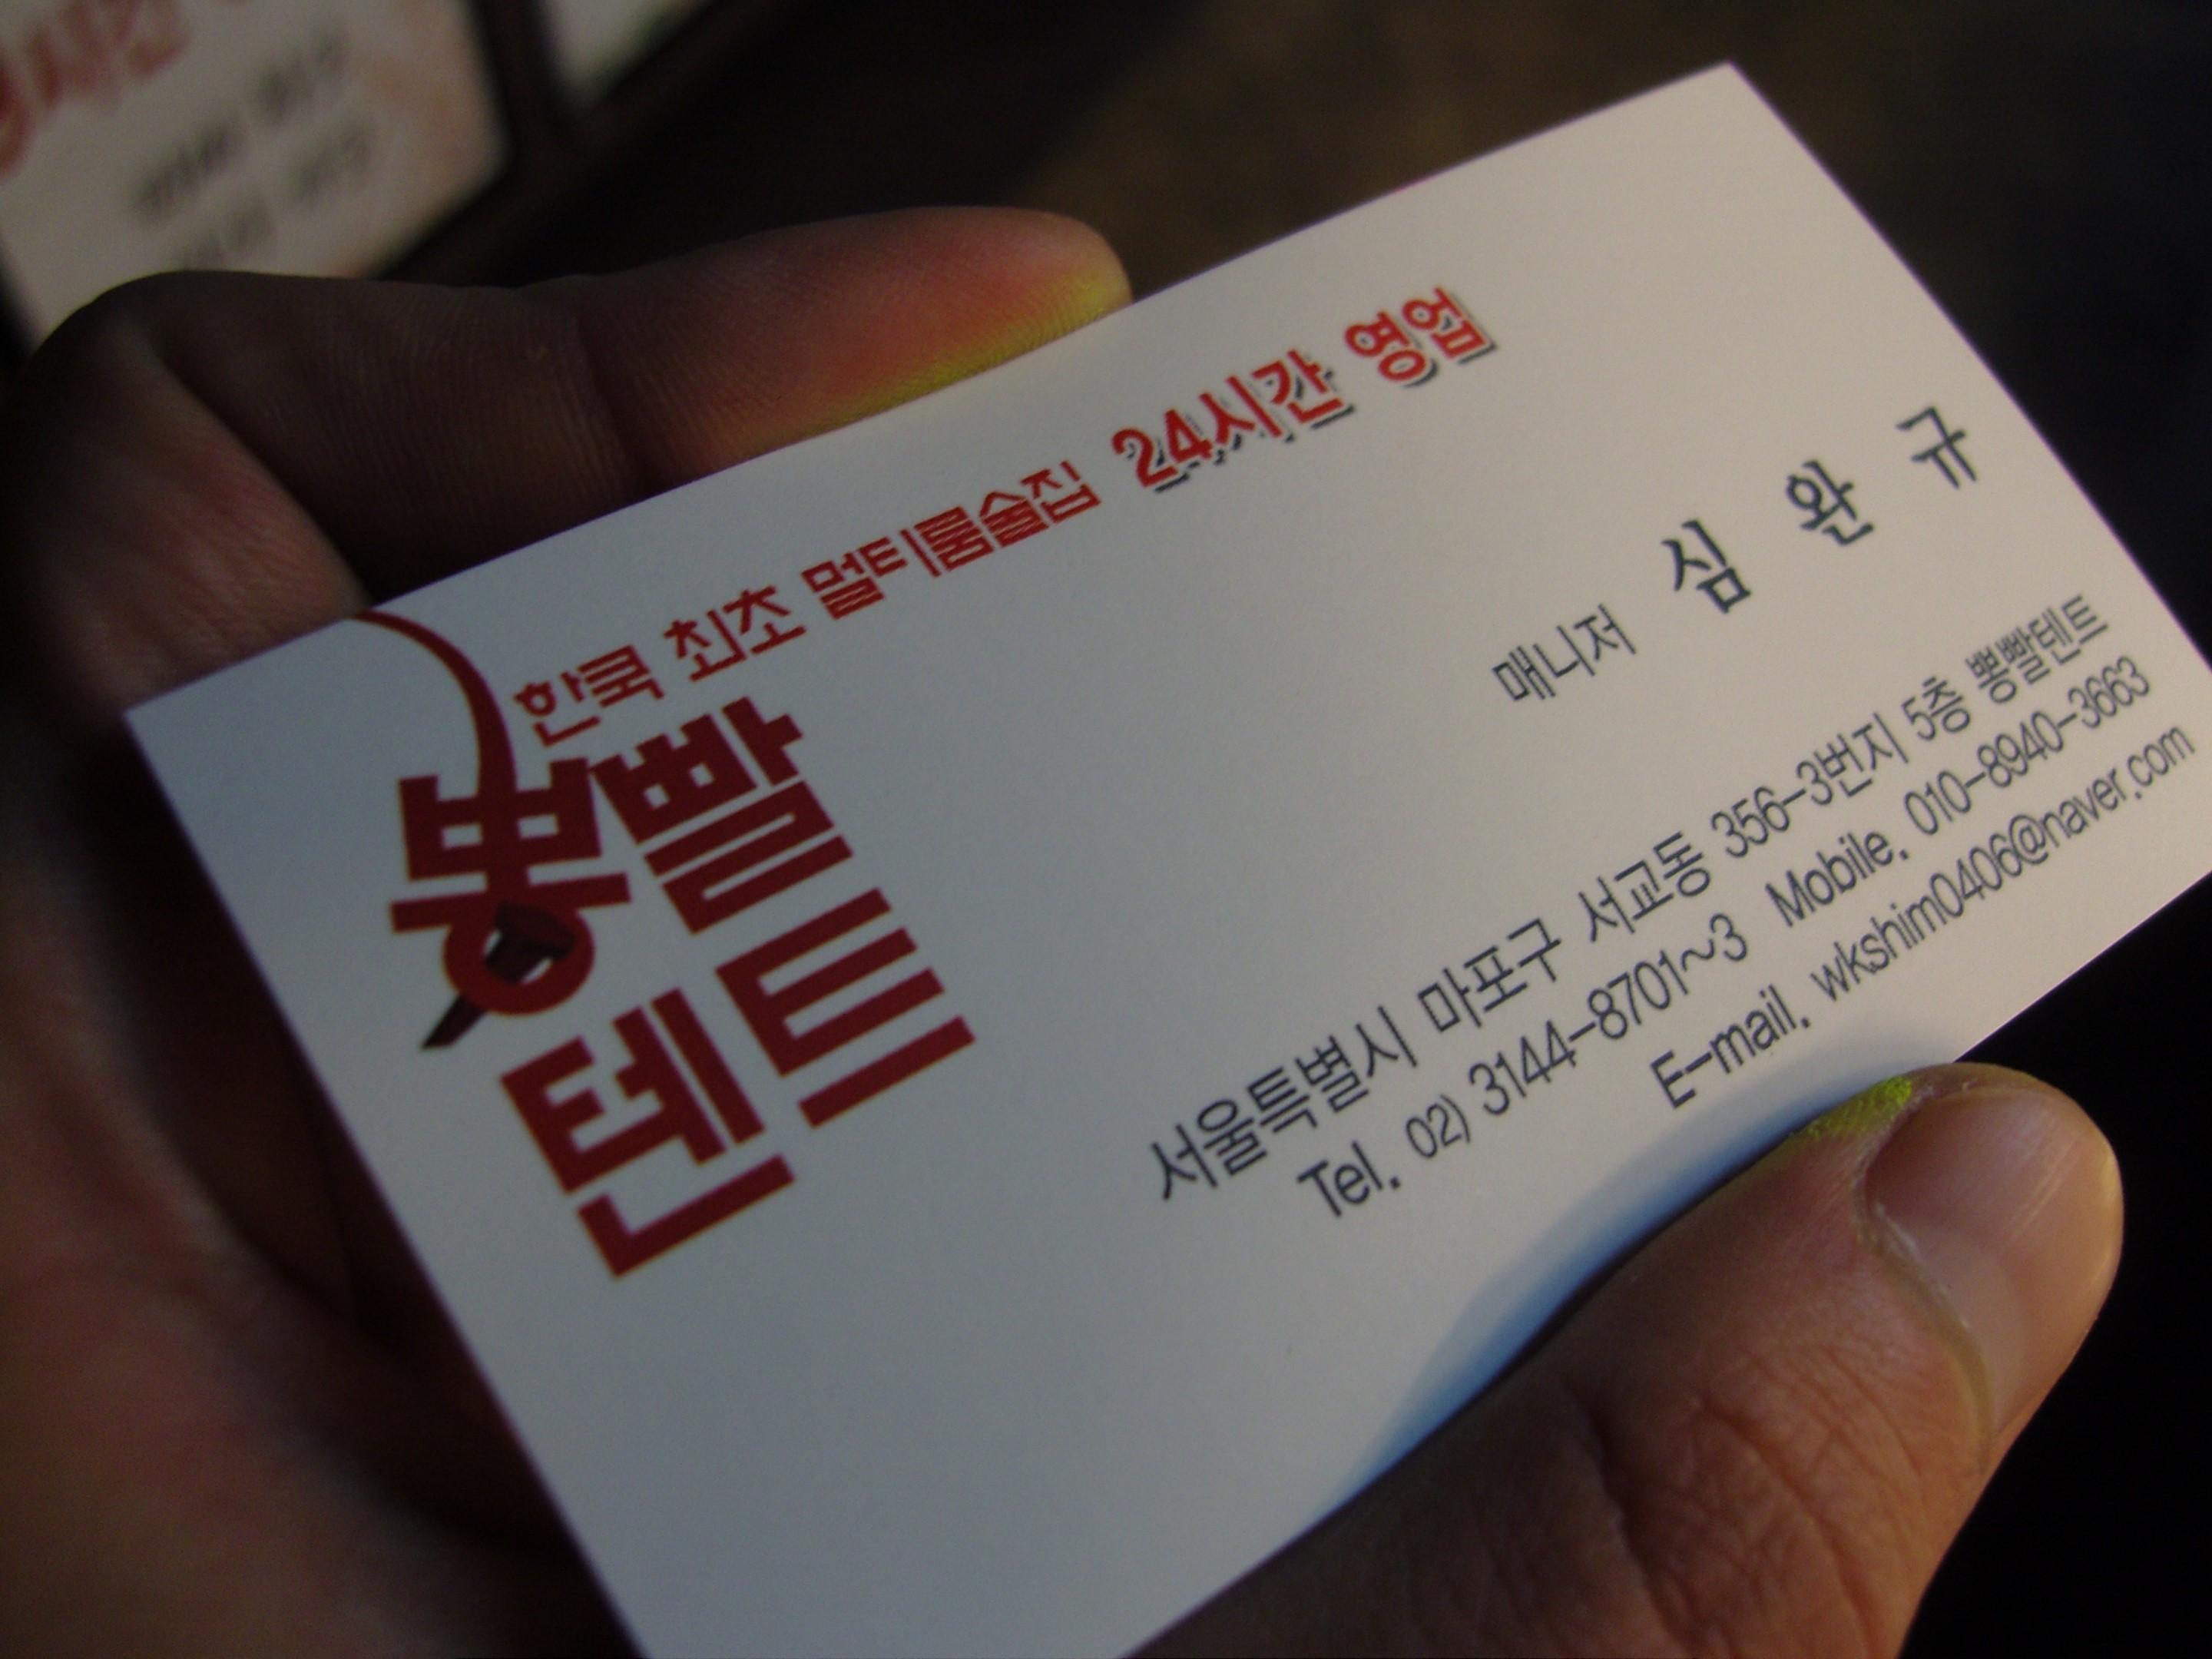 한국 최초 멀티룸술집 24시간 영업
뽕빨
텐트
매니저 심 완 규
서울특별시 마포구 서교동 356-3번지 5층 뽕빨텐트
Tel. 02) 3144-8701~3 Mobile. 010-8940-3663
E-mail. wkshim0406@naver.com